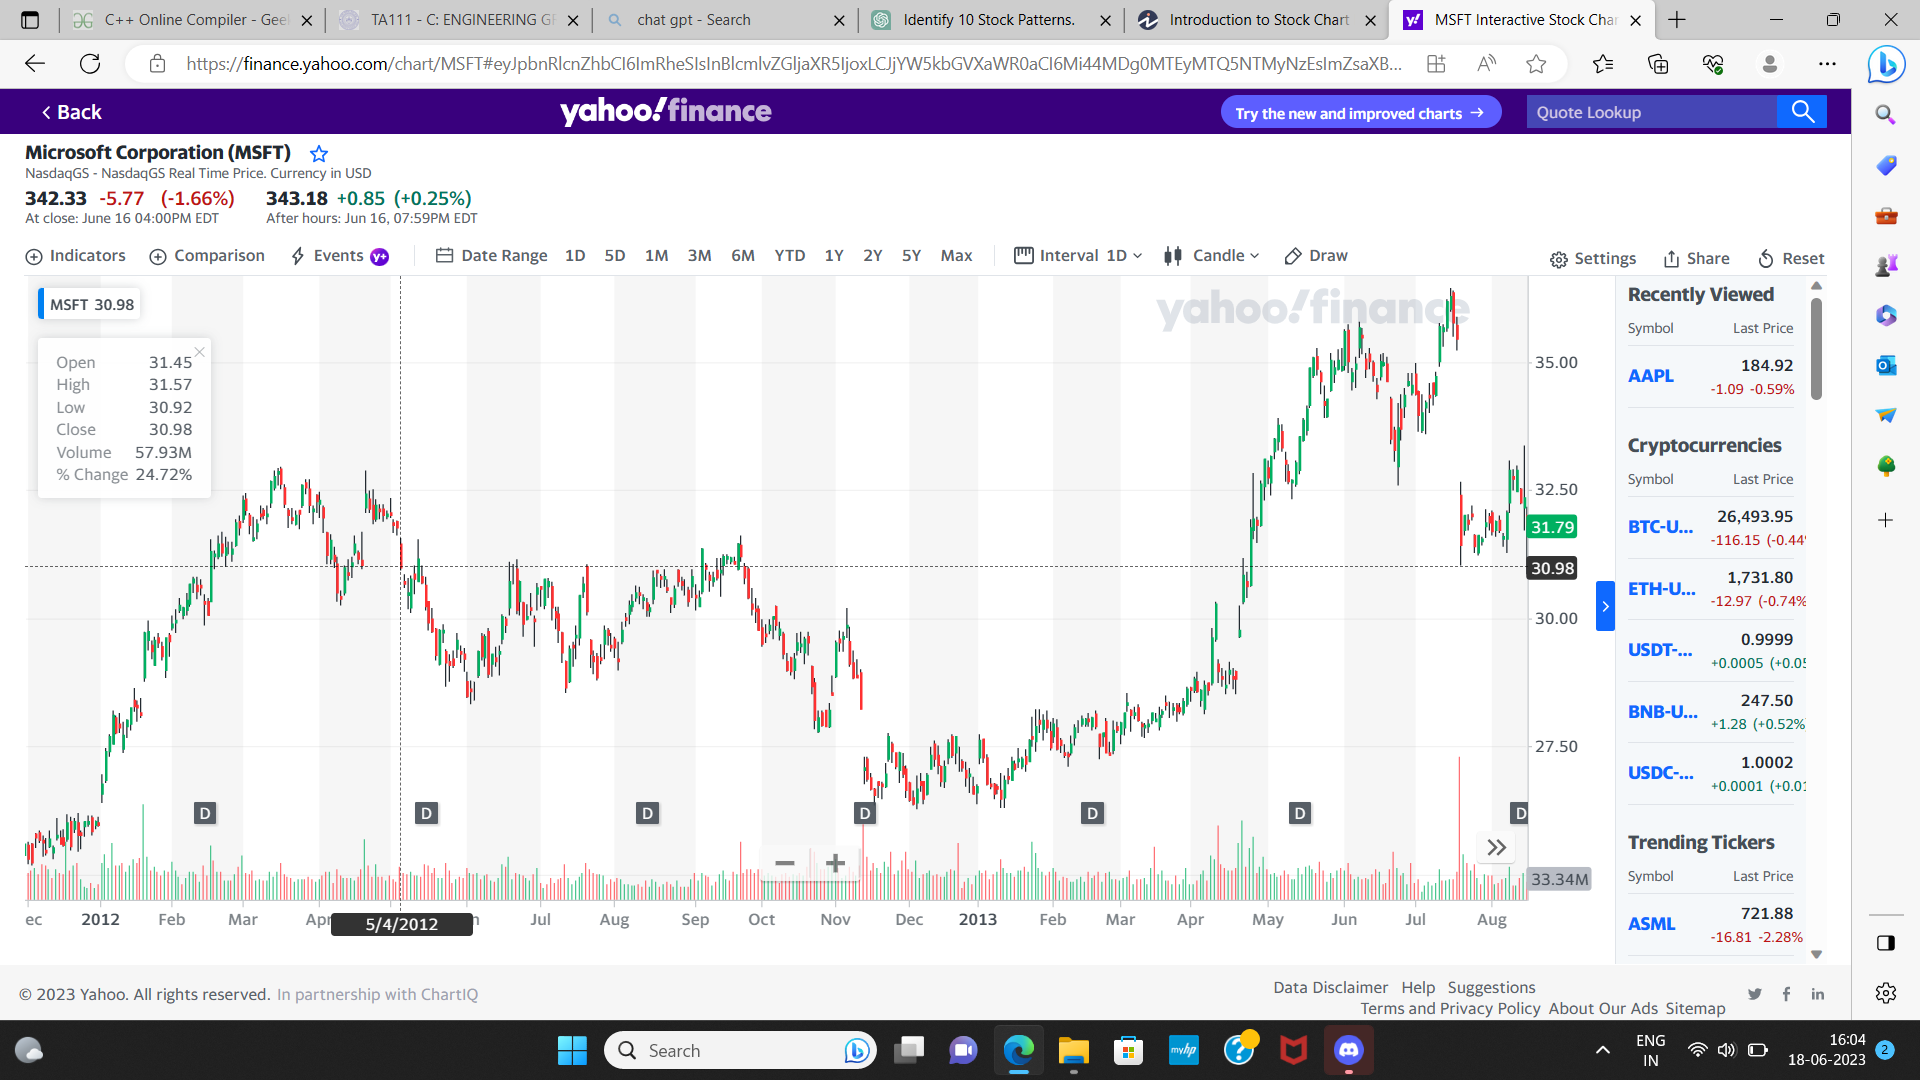 C++ Online Compiler - Gee
TA111 - C: ENGINEERING GR
chat gpt - Search
Identify 10 Stock Patterns.
Introduction to Stock Chart
MSFT Interactive Stock Char
Back
yahoo!finance
Try the new and improved charts →
Quote Lookup
Microsoft Corporation (MSFT)
NasdaqGS - NasdaqGS Real Time Price. Currency in USD
342.33 -5.77 (-1.66%) 343.18 +0.85 (+0.25%)
At close: June 16 04:00PM EDT After hours: Jun 16, 07:59PM EDT
Indicators Comparison Events y+ Date Range 1D 5D 1M 3M 6M YTD 1Y 2Y 5Y Max Interval 1D Candle Draw Settings Share Reset
MSFT 30.98
Open 31.45
High 31.57
Low 30.92
Close 30.98
Volume 57.93M
% Change 24.72%
yahoo!finance
35.00
32.50
31.79
30.98
30.00
27.50
33.34M
D D D D D D D
ec 2012 Feb Mar Apr 5/4/2012 Jul Aug Sep Oct Nov Dec 2013 Feb Mar Apr May Jun Jul Aug
Recently Viewed
Symbol Last Price
AAPL 184.92
-1.09 -0.59%
Cryptocurrencies
Symbol Last Price
BTC-U... 26,493.95
-116.15 (-0.44
ETH-U... 1,731.80
-12.97 (-0.74%
USDT-... 0.9999
+0.0005 (+0.05
BNB-U... 247.50
+1.28 (+0.52%
USDC-... 1.0002
+0.0001 (+0.01
Trending Tickers
Symbol Last Price
ASML 721.88
-16.81 -2.28%
© 2023 Yahoo. All rights reserved. In partnership with ChartIQ
Data Disclaimer Help Suggestions
Terms and Privacy Policy About Our Ads Sitemap
Search
myhp
ENG
IN
16:04
18-06-2023
2